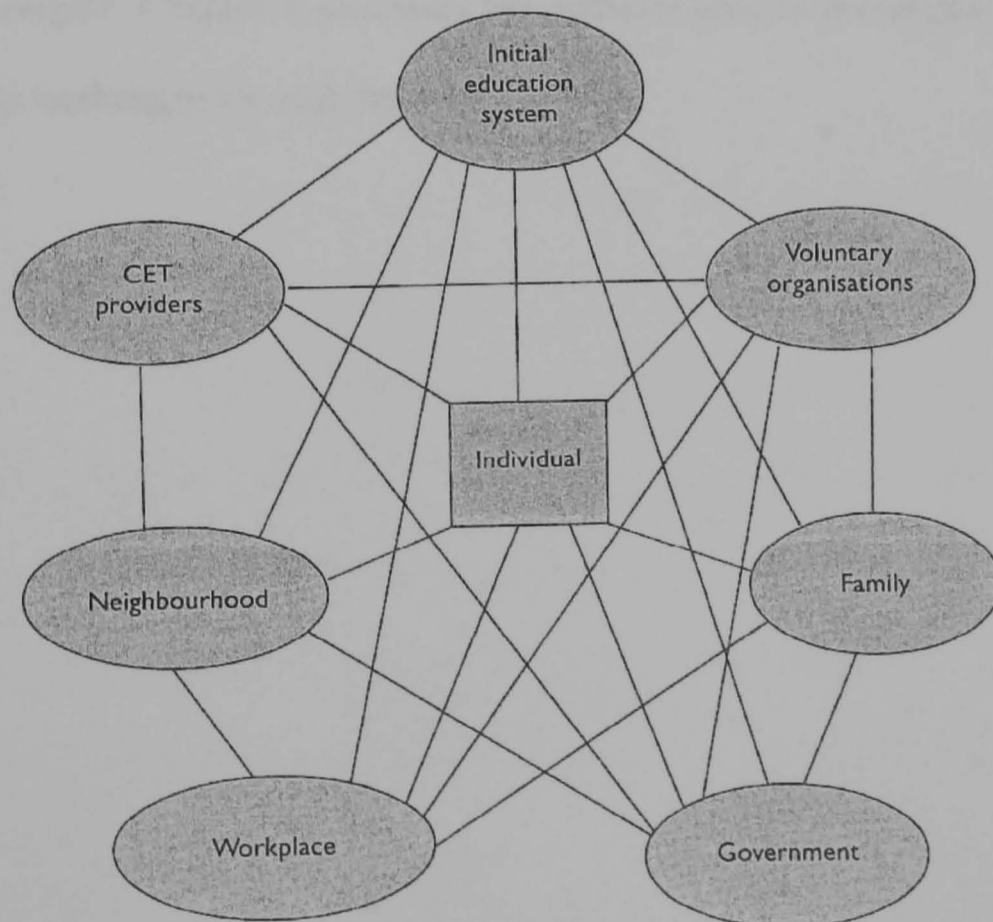 Initial
education
system
CET
providers
Voluntary
organisations
Individual
Neighbourhood
Family
Workplace
Government